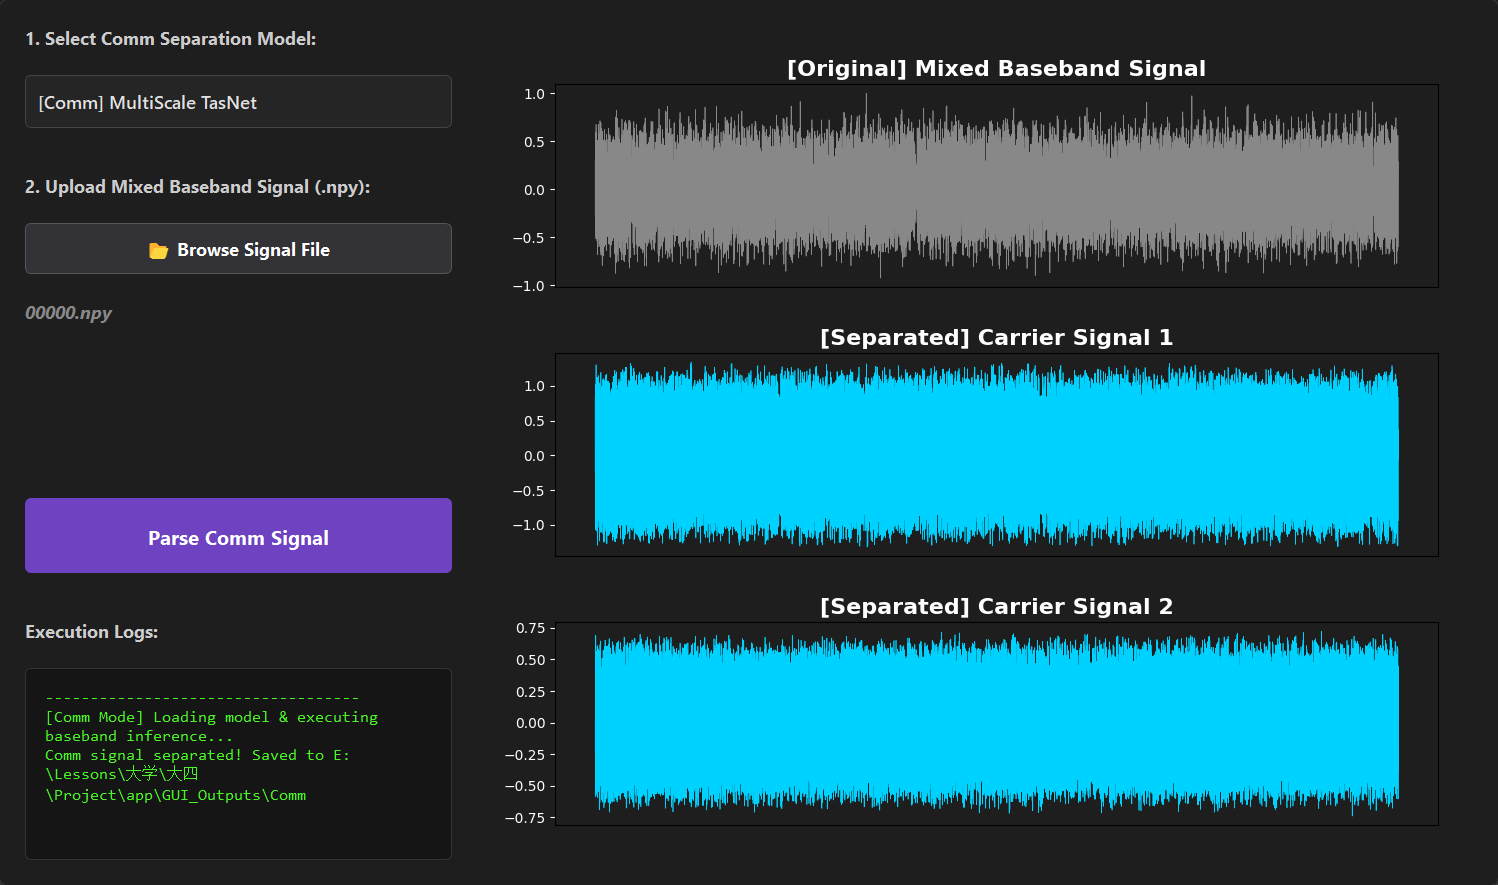 1. Select Comm Separation Model:
[Comm] MultiScale TasNet
2. Upload Mixed Baseband Signal (.npy):
Browse Signal File
00000.npy
Parse Comm Signal
Execution Logs:
-----------------------------------
[Comm Mode] Loading model & executing
baseband inference...
Comm signal separated! Saved to E:
\Lessons\大学\大四
\Project\app\GUI_Outputs\Comm
[Original] Mixed Baseband Signal
1.0
0.5
0.0
−0.5
−1.0
[Separated] Carrier Signal 1
1.0
0.5
0.0
−0.5
−1.0
[Separated] Carrier Signal 2
0.75
0.50
0.25
0.00
−0.25
−0.50
−0.75